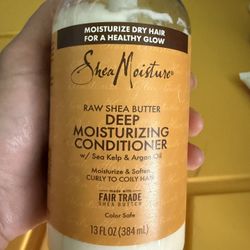 MOISTURIZE DRY HAIR
FOR A HEALTHY GLOW
SheaMoisture®
RAW SHEA BUTTER
DEEP
MOISTURIZING
CONDITIONER
w/ Sea Kelp & Argan Oil
Moisturize & Soften
CURLY TO COILY HAIR
made with
FAIR TRADE
SHEA BUTTER
Color Safe
13 FL OZ (384 mL)